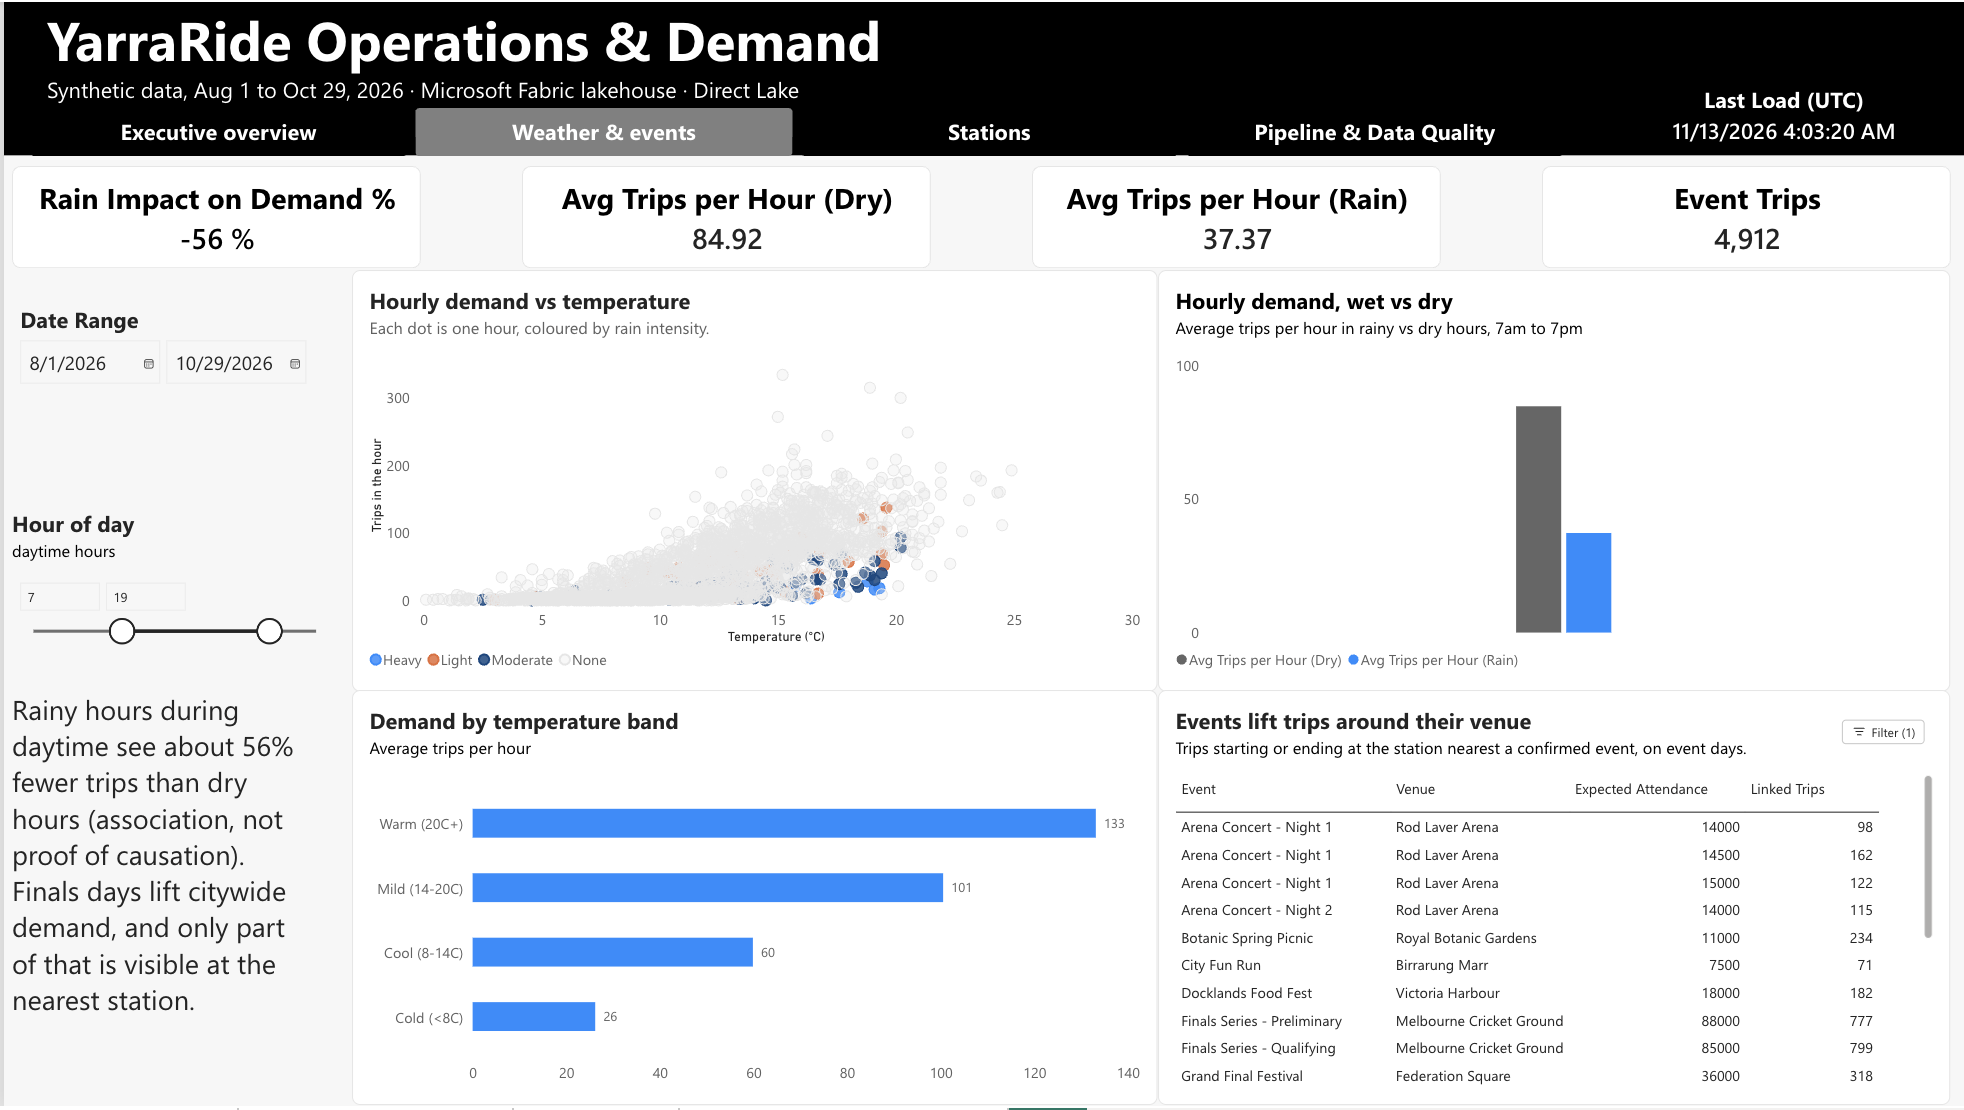 YarraRide Operations & Demand
Synthetic data, Aug 1 to Oct 29, 2026 · Microsoft Fabric lakehouse · Direct Lake
Last Load (UTC)
11/13/2026 4:03:20 AM
Executive overview
Weather & events
Stations
Pipeline & Data Quality
Rain Impact on Demand %
-56 %
Avg Trips per Hour (Dry)
84.92
Avg Trips per Hour (Rain)
37.37
Event Trips
4,912
Date Range
8/1/2026
10/29/2026
Hour of day
daytime hours
7
19
Rainy hours during
daytime see about 56%
fewer trips than dry
hours (association, not
proof of causation).
Finals days lift citywide
demand, and only part
of that is visible at the
nearest station.
Hourly demand vs temperature
Each dot is one hour, coloured by rain intensity.
Trips in the hour
300
200
100
0
0 5 10 15 20 25 30
Temperature (°C)
Heavy Light Moderate None
Hourly demand, wet vs dry
Average trips per hour in rainy vs dry hours, 7am to 7pm
100
50
0
Avg Trips per Hour (Dry) Avg Trips per Hour (Rain)
Demand by temperature band
Average trips per hour
Warm (20C+) 133
Mild (14-20C) 101
Cool (8-14C) 60
Cold (<8C) 26
0 20 40 60 80 100 120 140
Events lift trips around their venue
Trips starting or ending at the station nearest a confirmed event, on event days.
Filter (1)
Event Venue Expected Attendance Linked Trips
Arena Concert - Night 1 Rod Laver Arena 14000 98
Arena Concert - Night 1 Rod Laver Arena 14500 162
Arena Concert - Night 1 Rod Laver Arena 15000 122
Arena Concert - Night 2 Rod Laver Arena 14000 115
Botanic Spring Picnic Royal Botanic Gardens 11000 234
City Fun Run Birrarung Marr 7500 71
Docklands Food Fest Victoria Harbour 18000 182
Finals Series - Preliminary Melbourne Cricket Ground 88000 777
Finals Series - Qualifying Melbourne Cricket Ground 85000 799
Grand Final Festival Federation Square 36000 318